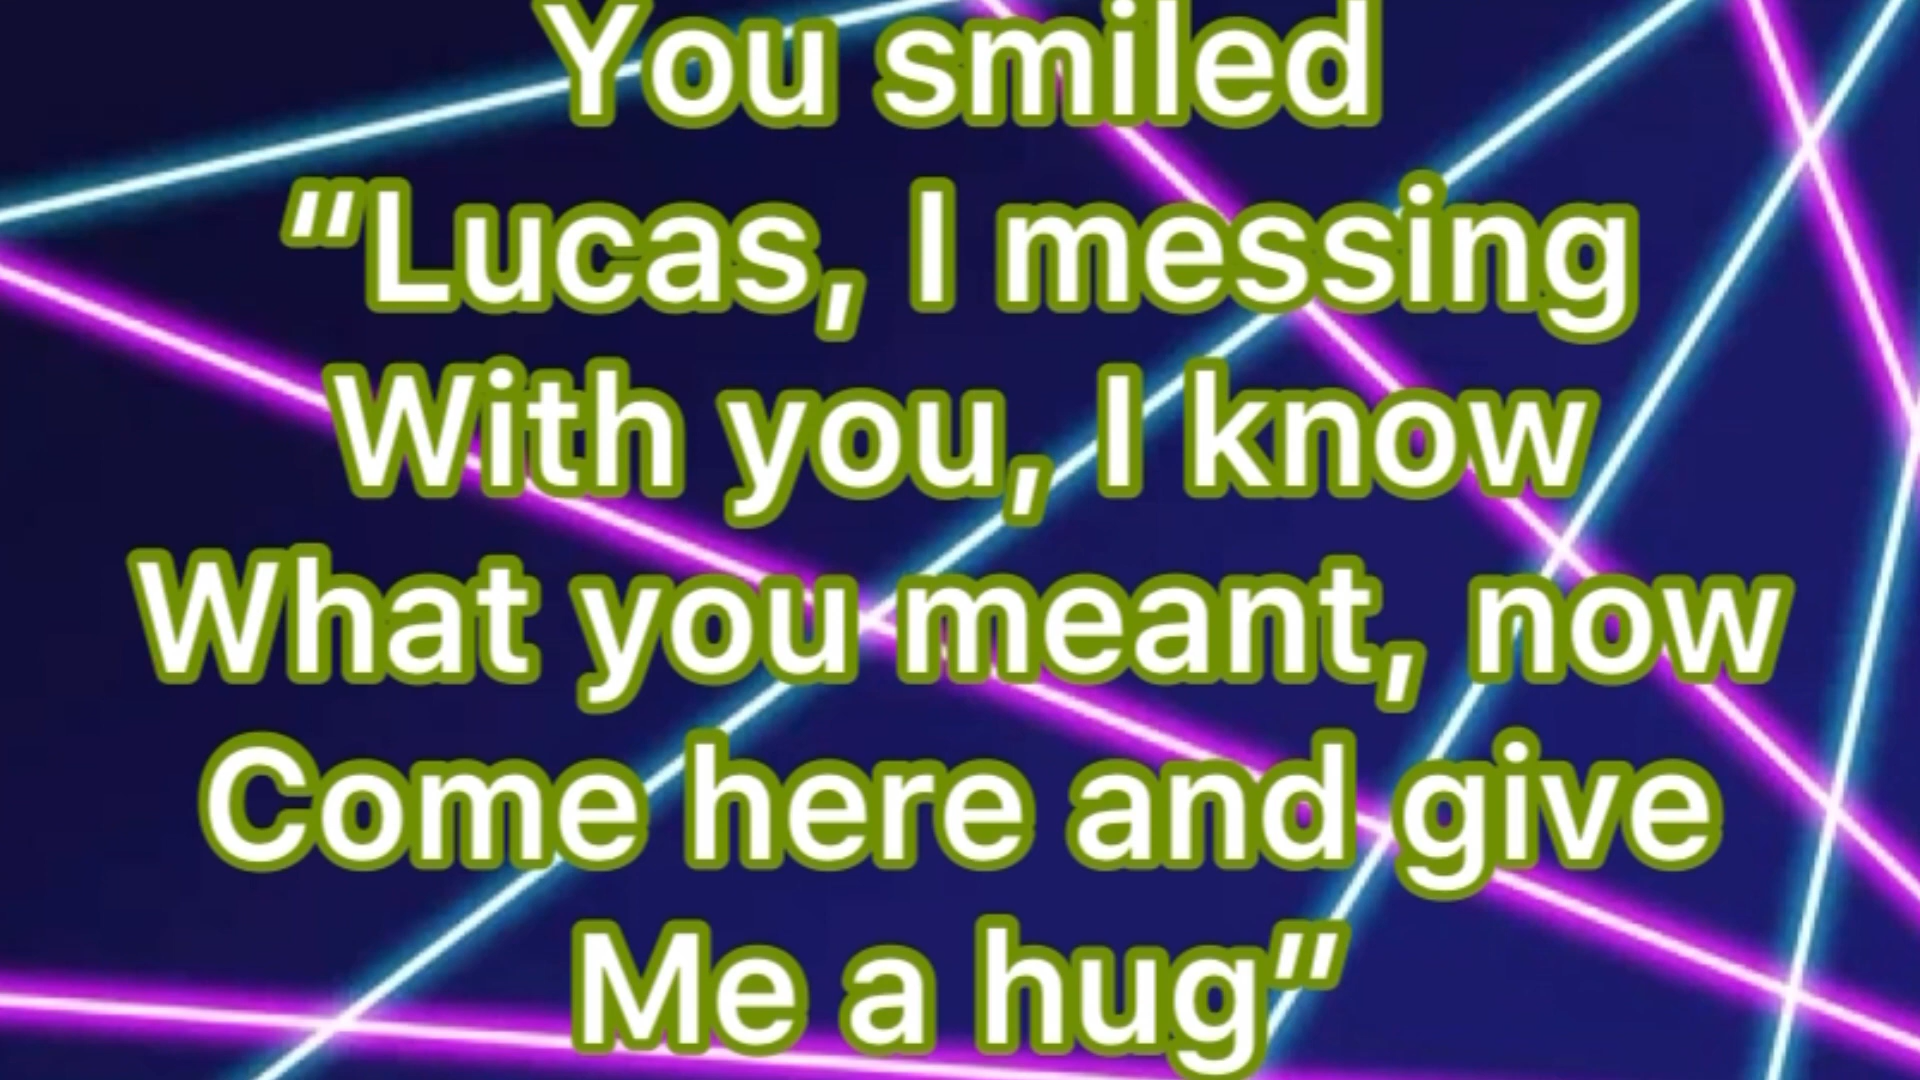 You smiled
“Lucas, I messing
With you, I know
What you meant, now
Come here and give
Me a hug”